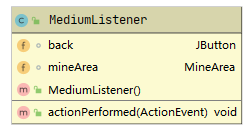 C MediumListener
f back JButton
f mineArea MineArea
m MediumListener()
m actionPerformed(ActionEvent) void